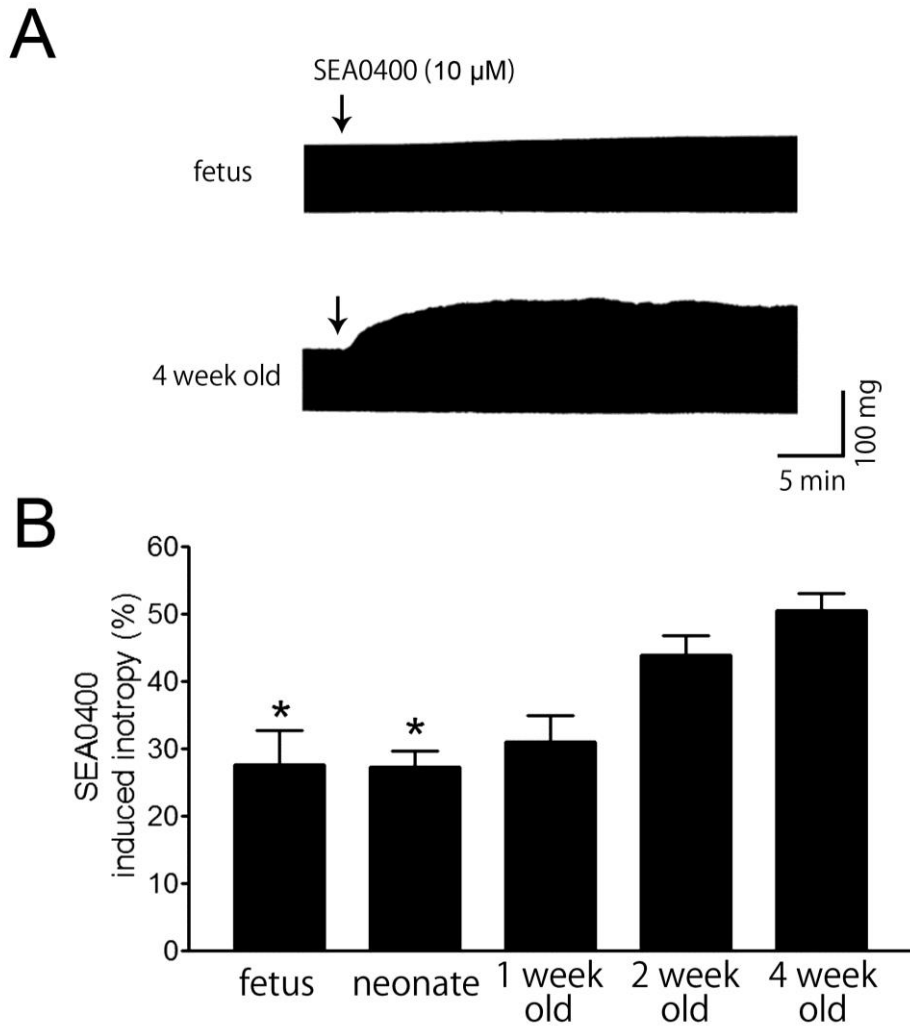 A
SEA0400 (10 μM)
fetus
4 week old
100 mg
5 min
B
SEA0400
induced inotropy (%)
60
50
40
30
20
10
0
*
*
fetus
neonate
1 week
old
2 week
old
4 week
old